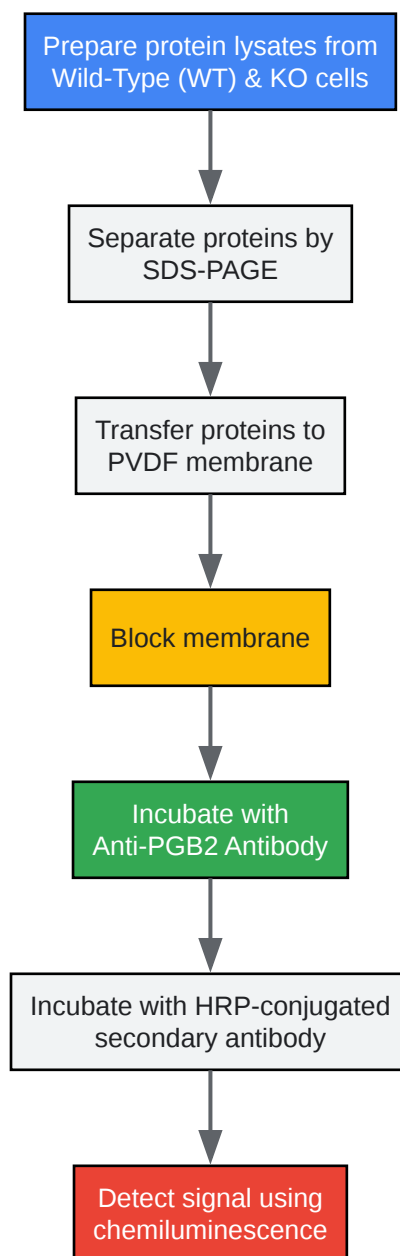 Prepare protein lysates from
Wild-Type (WT) & KO cells
Separate proteins by
SDS-PAGE
Transfer proteins to
PVDF membrane
Block membrane
Incubate with
Anti-PGB2 Antibody
Incubate with HRP-conjugated
secondary antibody
Detect signal using
chemiluminescence